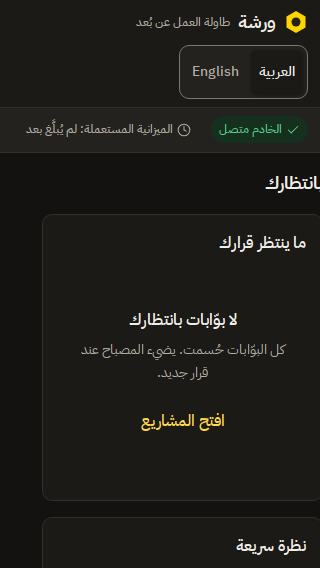 ورشة طاولة العمل عن بُعد
العربية English
الخادم متصل الميزانية المستعملة: لم يُبلَّغ بعد
بانتظارك
ما ينتظر قرارك
لا بوّابات بانتظارك
كل البوّابات حُسمت. يضيء المصباح عند
قرار جديد.
افتح المشاريع
نظرة سريعة